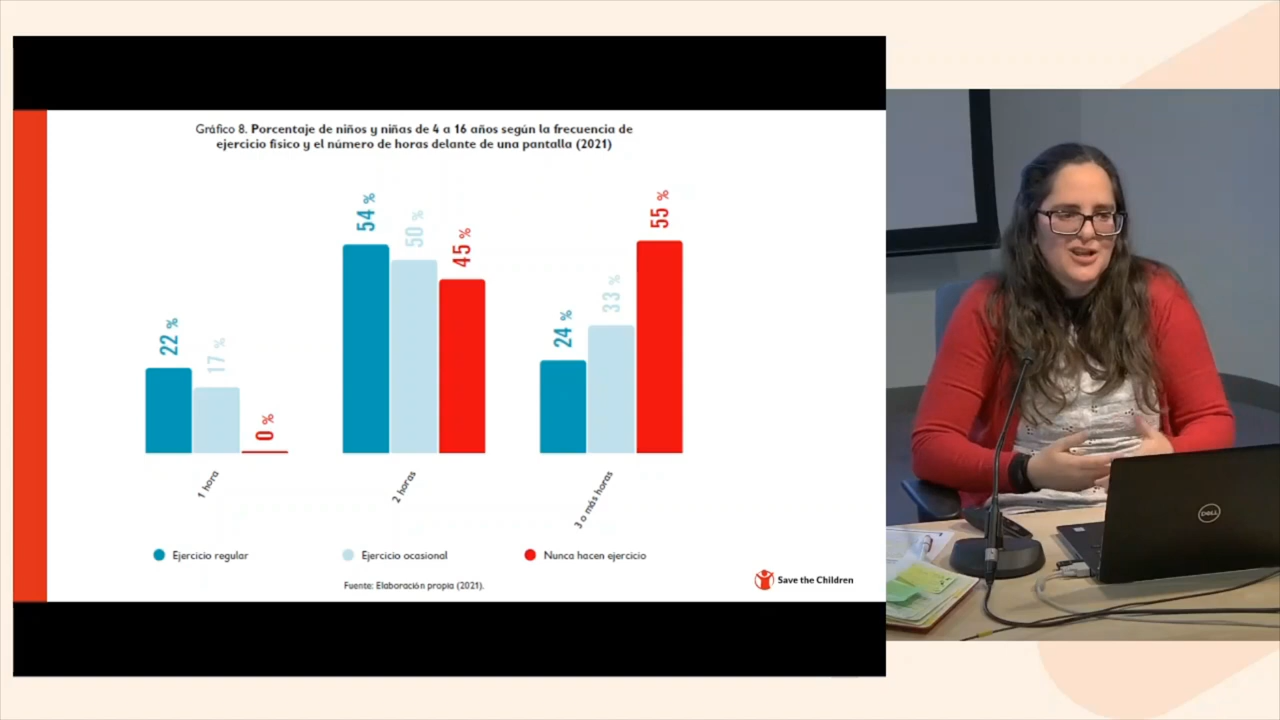 Gráfico 8. Porcentaje de niños y niñas de 4 a 16 años según la frecuencia de
ejercicio físico y el número de horas delante de una pantalla (2021)
22 %
17 %
0 %
54 %
50 %
45 %
24 %
33 %
55 %
1 hora
2 horas
3 o más horas
Ejercicio regular
Ejercicio ocasional
Nunca hacen ejercicio
Fuente: Elaboración propia (2021).
Save the Children
DELL